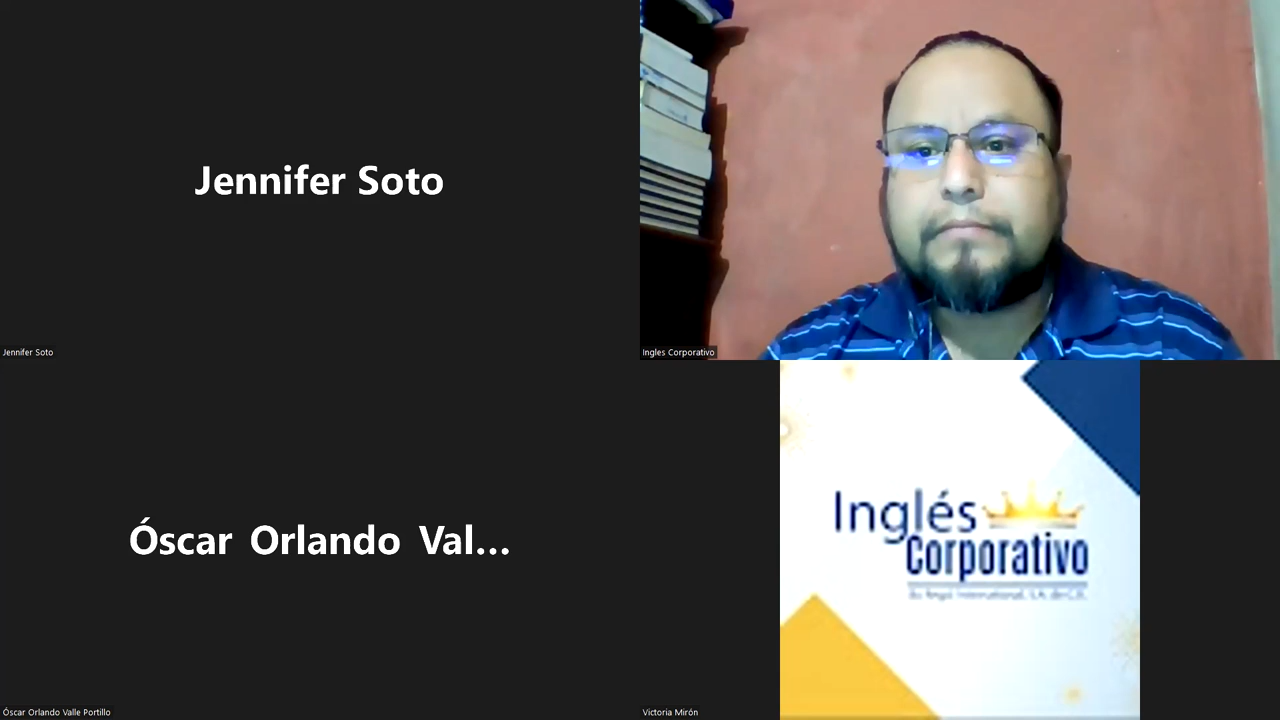 Jennifer Soto
Jennifer Soto
Ingles Corporativo
Óscar Orlando Val...
Inglés
Corporativo
Óscar Orlando Valle Portillo
Victoria Mirón